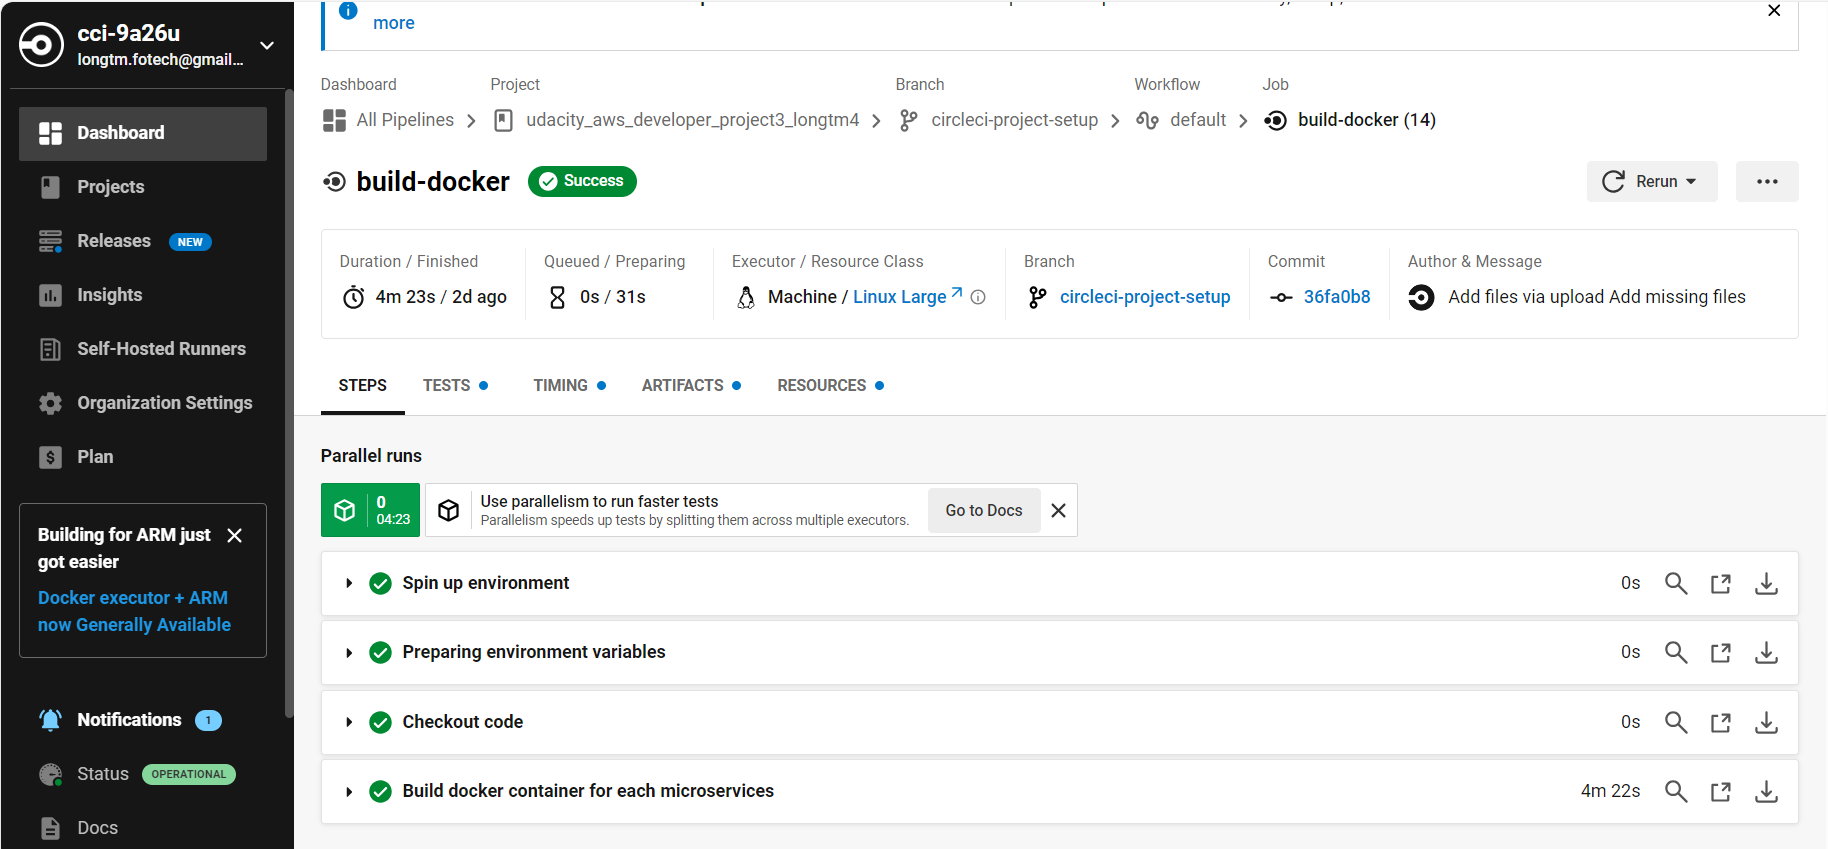 cci-9a26u
longtm.fotech@gmail...
Dashboard
Projects
Releases NEW
Insights
Self-Hosted Runners
Organization Settings
Plan
Building for ARM just
got easier
Docker executor + ARM
now Generally Available
Notifications 1
Status OPERATIONAL
Docs
more
Dashboard Project Branch Workflow Job
All Pipelines udacity_aws_developer_project3_longtm4 circleci-project-setup default build-docker (14)
build-docker Success Rerun
Duration / Finished Queued / Preparing Executor / Resource Class Branch Commit Author & Message
4m 23s / 2d ago 0s / 31s Machine / Linux Large circleci-project-setup 36fa0b8 Add files via upload Add missing files
STEPS TESTS TIMING ARTIFACTS RESOURCES
Parallel runs
0
04:23
Use parallelism to run faster tests
Parallelism speeds up tests by splitting them across multiple executors.
Go to Docs
Spin up environment 0s
Preparing environment variables 0s
Checkout code 0s
Build docker container for each microservices 4m 22s